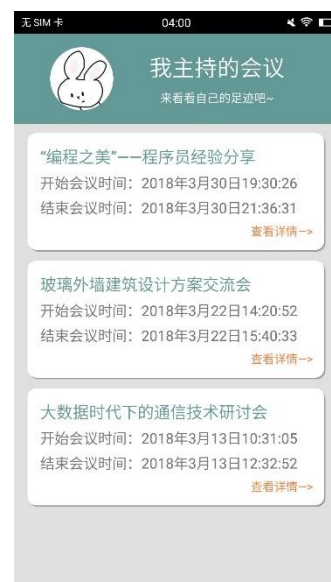 无 SIM 卡 04:00
我主持的会议
来看看自己的足迹吧~
“编程之美”——程序员经验分享
开始会议时间：2018年3月30日19:30:26
结束会议时间：2018年3月30日21:36:31
查看详情—>
玻璃外墙建筑设计方案交流会
开始会议时间：2018年3月22日14:20:52
结束会议时间：2018年3月22日15:40:33
查看详情—>
大数据时代下的通信技术研讨会
开始会议时间：2018年3月13日10:31:05
结束会议时间：2018年3月13日12:32:52
查看详情—>